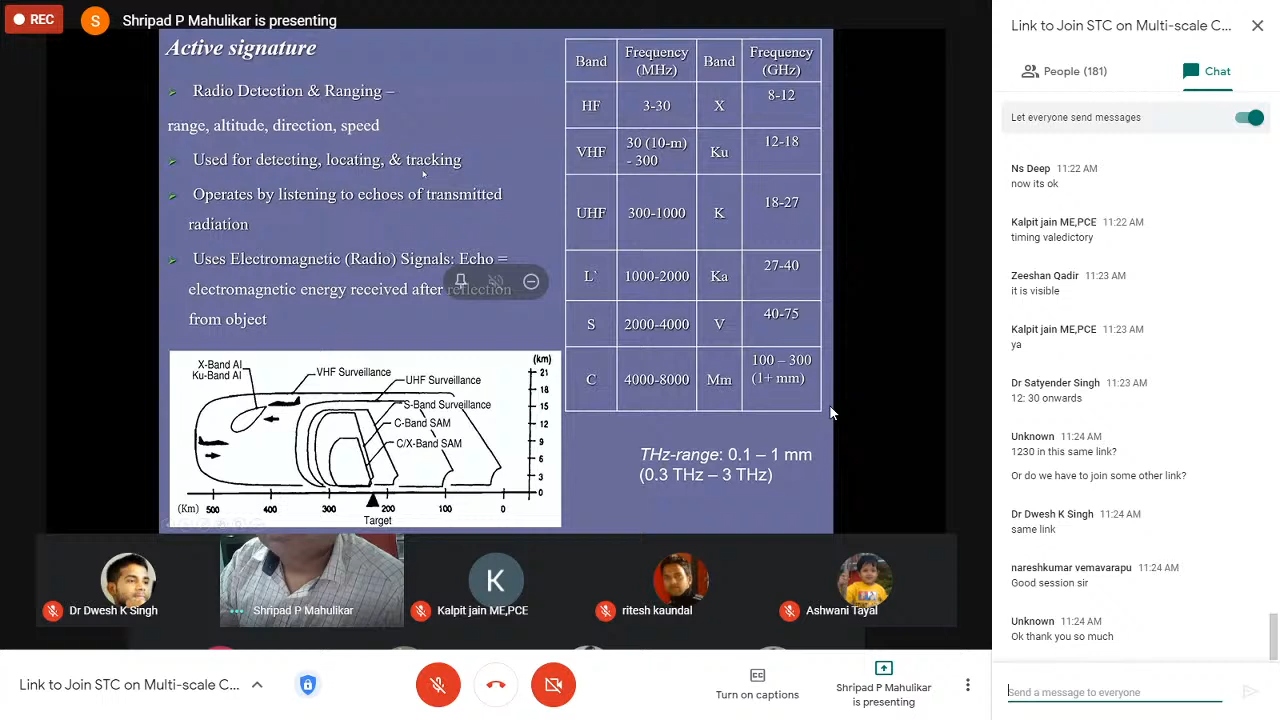 REC
S
Shripad P Mahulikar is presenting
Active signature
Radio Detection & Ranging –
range, altitude, direction, speed
Used for detecting, locating, & tracking
Operates by listening to echoes of transmitted
radiation
Uses Electromagnetic (Radio) Signals: Echo =
electromagnetic energy received after reflection
from object
Band Frequency (MHz) Band Frequency (GHz)
HF 3-30 X 8-12
VHF 30 (10-m) - 300 Ku 12-18
UHF 300-1000 K 18-27
L` 1000-2000 Ka 27-40
S 2000-4000 V 40-75
C 4000-8000 Mm 100 – 300 (1+ mm)
X-Band AI
Ku-Band AI
VHF Surveillance
UHF Surveillance
S-Band Surveillance
C-Band SAM
C/X-Band SAM
(km)
21
18
15
12
9
6
3
0
(Km) 500 400 300 200 100 0
Target
THz-range: 0.1 – 1 mm
(0.3 THz – 3 THz)
Dr Dwesh K Singh
Shripad P Mahulikar
K
Kalpit jain ME,PCE
ritesh kaundal
Ashwani Tayal
Link to Join STC on Multi-scale C...
CC
Turn on captions
Shripad P Mahulikar
is presenting
Link to Join STC on Multi-scale C...
People (181)
Chat
Let everyone send messages
Ns Deep 11:22 AM
now its ok
Kalpit jain ME,PCE 11:22 AM
timing valedictory
Zeeshan Qadir 11:23 AM
it is visible
Kalpit jain ME,PCE 11:23 AM
ya
Dr Satyender Singh 11:23 AM
12: 30 onwards
Unknown 11:24 AM
1230 in this same link?
Or do we have to join some other link?
Dr Dwesh K Singh 11:24 AM
same link
nareshkumar vemavarapu 11:24 AM
Good session sir
Unknown 11:24 AM
Ok thank you so much
Send a message to everyone